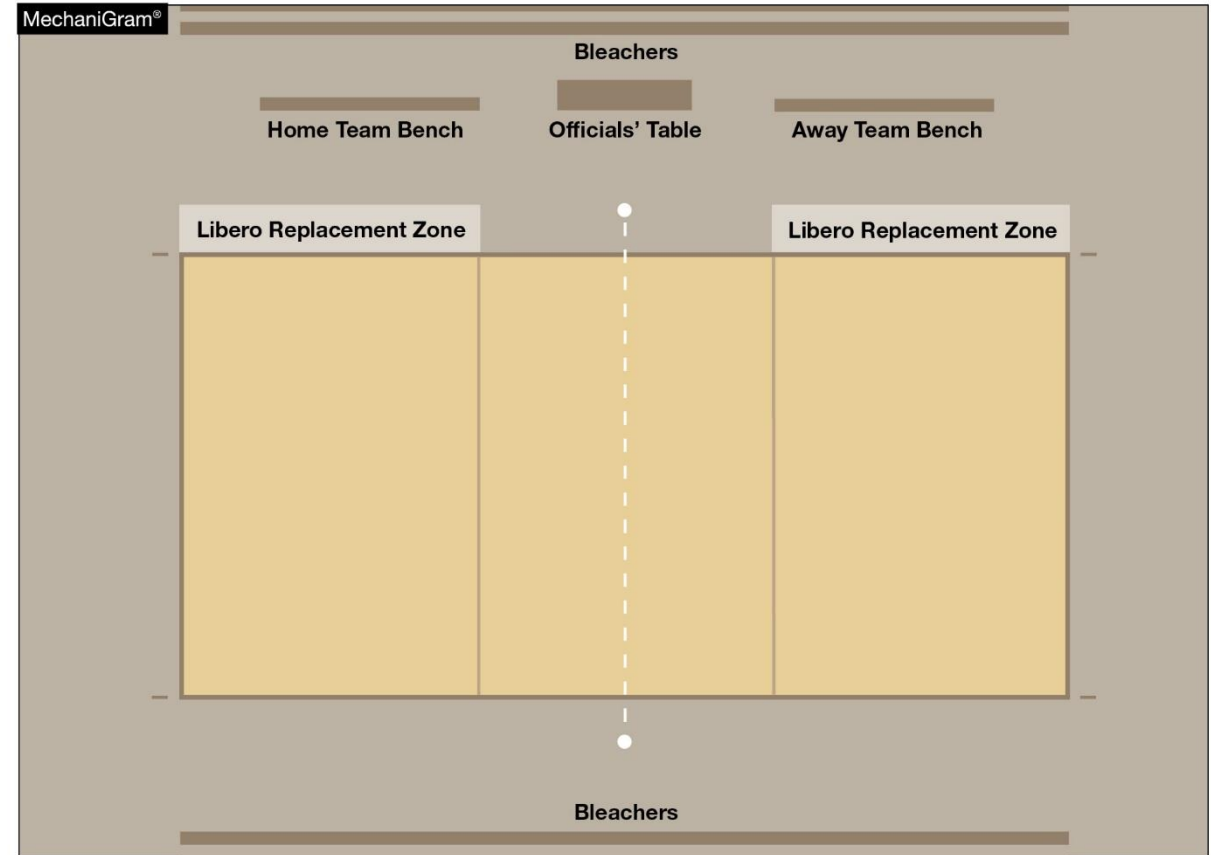 MechaniGram®
Bleachers
Home Team Bench
Officials’ Table
Away Team Bench
Libero Replacement Zone
Libero Replacement Zone
Bleachers